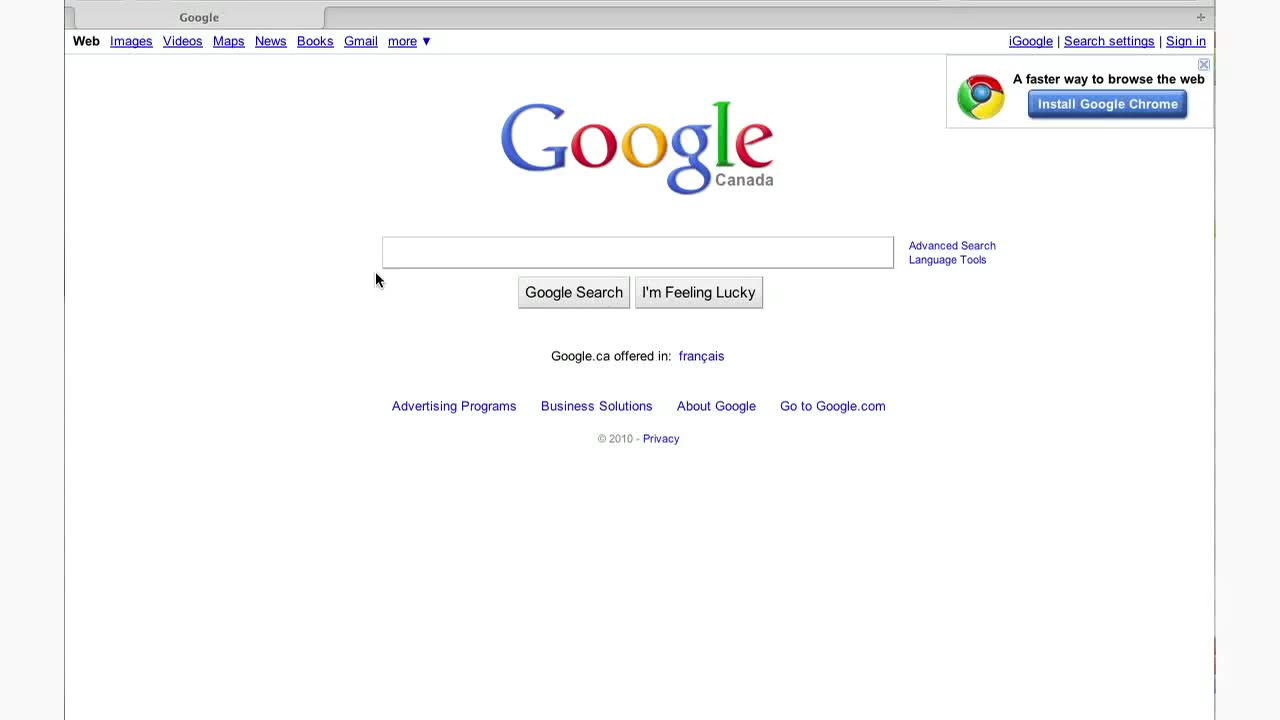 Google
Web Images Videos Maps News Books Gmail more ▼
iGoogle | Search settings | Sign in
A faster way to browse the web
Install Google Chrome
Google
Canada
Advanced Search
Language Tools
Google Search I'm Feeling Lucky
Google.ca offered in: français
Advertising Programs Business Solutions About Google Go to Google.com
© 2010 - Privacy